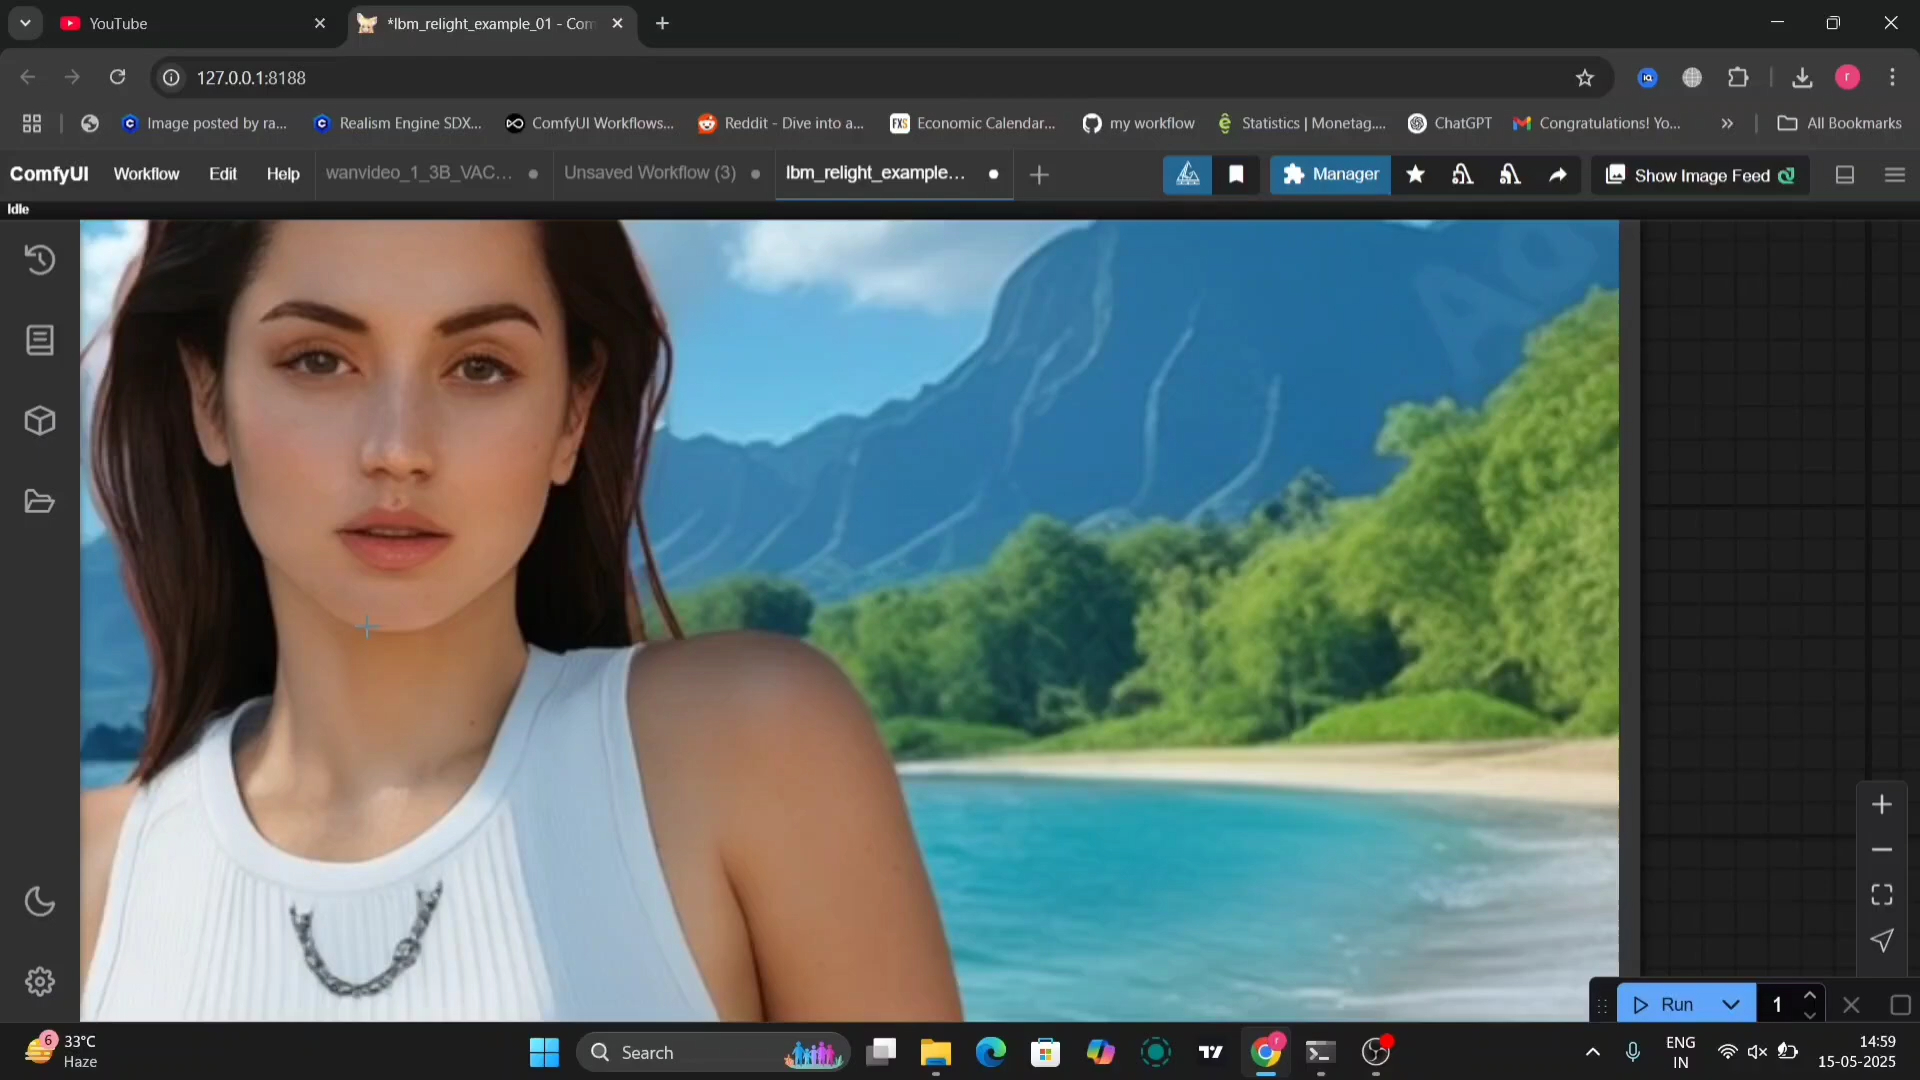 YouTube
*lbm_relight_example_01 - Com
127.0.0.1:8188
Image posted by ra...
Realism Engine SDX...
ComfyUI Workflows...
Reddit - Dive into a...
FXS
Economic Calendar...
my workflow
Statistics | Monetag....
ChatGPT
Congratulations! Yo...
All Bookmarks
r
ComfyUI
Workflow
Edit
Help
wanvideo_1_3B_VAC...
Unsaved Workflow (3)
lbm_relight_example...
Manager
Show Image Feed
Idle
Run
1
6
33°C
Haze
Search
ENG
IN
14:59
15-05-2025